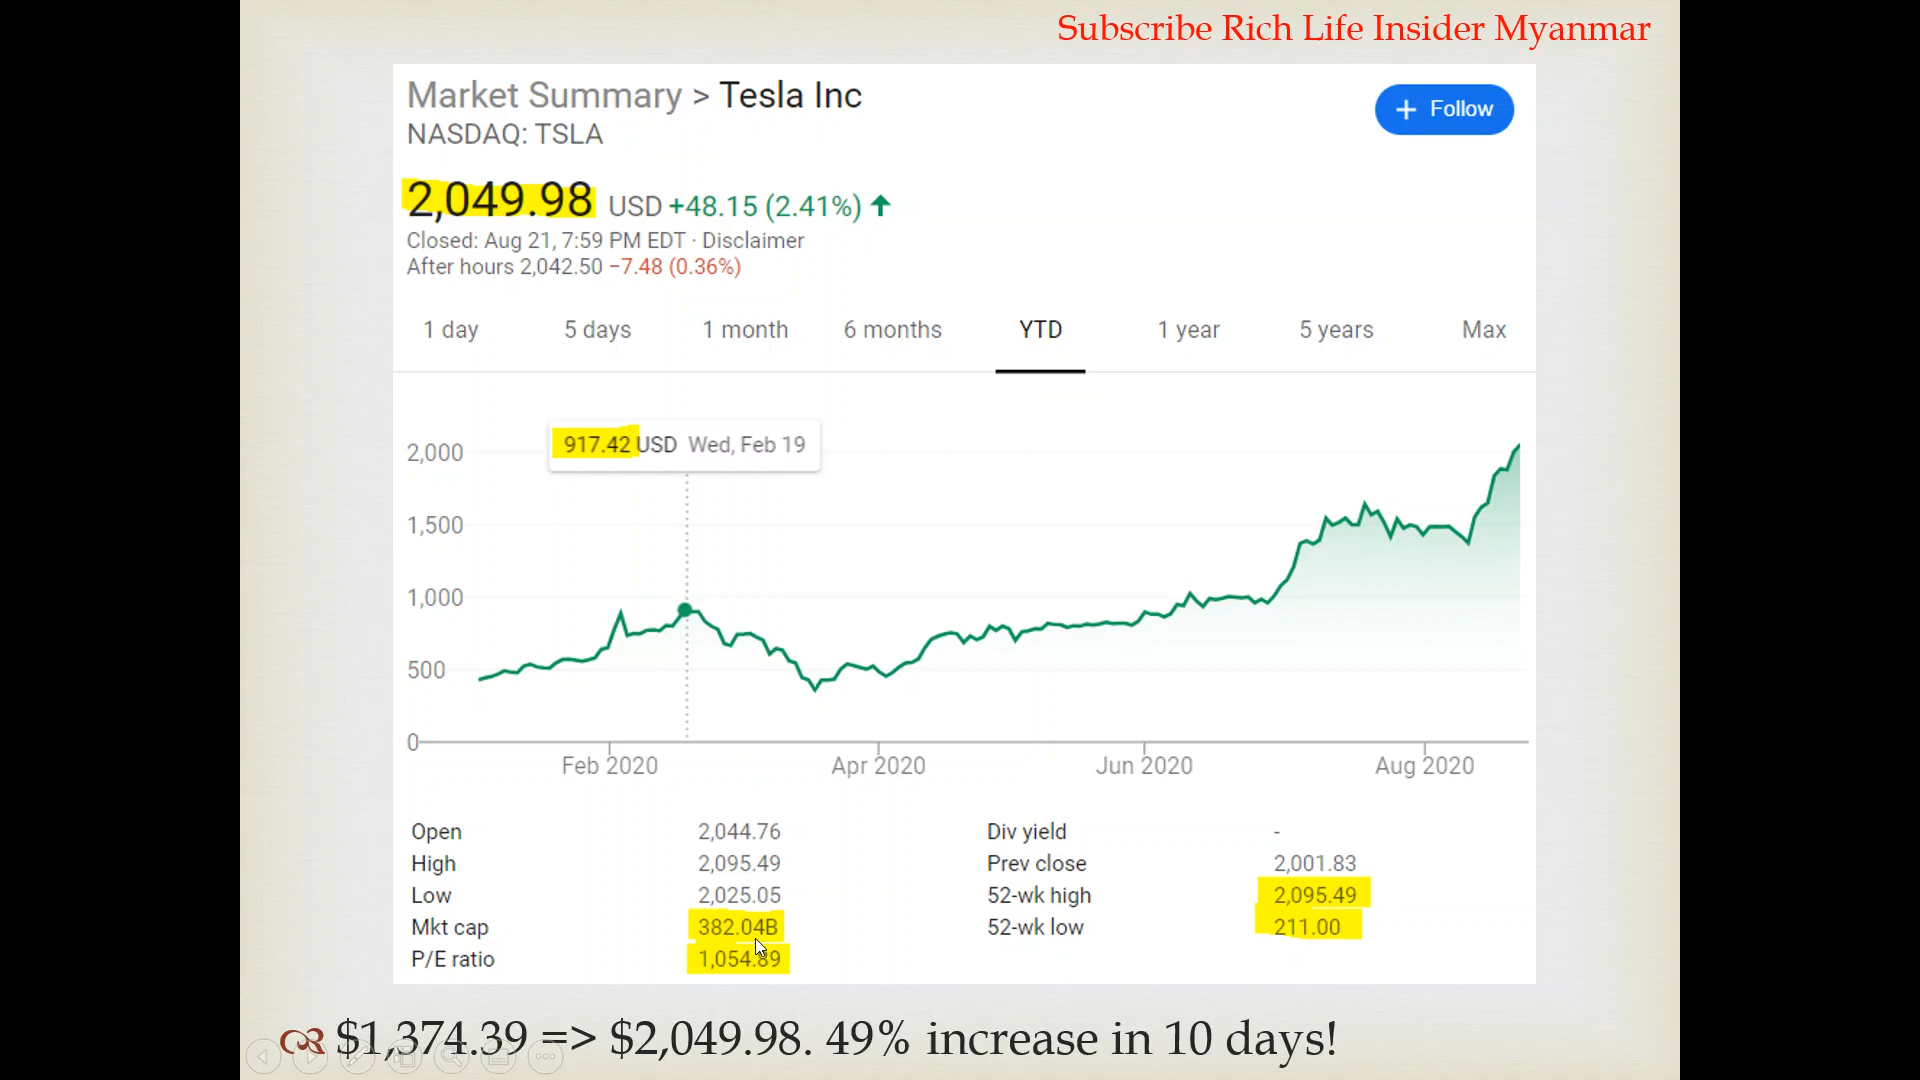 Subscribe Rich Life Insider Myanmar
Market Summary > Tesla Inc
+ Follow
NASDAQ: TSLA
2,049.98 USD +48.15 (2.41%)
Closed: Aug 21, 7:59 PM EDT · Disclaimer
After hours 2,042.50 −7.48 (0.36%)
1 day 5 days 1 month 6 months YTD 1 year 5 years Max
917.42 USD Wed, Feb 19
2,000
1,500
1,000
500
0
Feb 2020 Apr 2020 Jun 2020 Aug 2020
Open 2,044.76 Div yield -
High 2,095.49 Prev close 2,001.83
Low 2,025.05 52-wk high 2,095.49
Mkt cap 382.04B 52-wk low 211.00
P/E ratio 1,054.89
$1,374.39 => $2,049.98. 49% increase in 10 days!